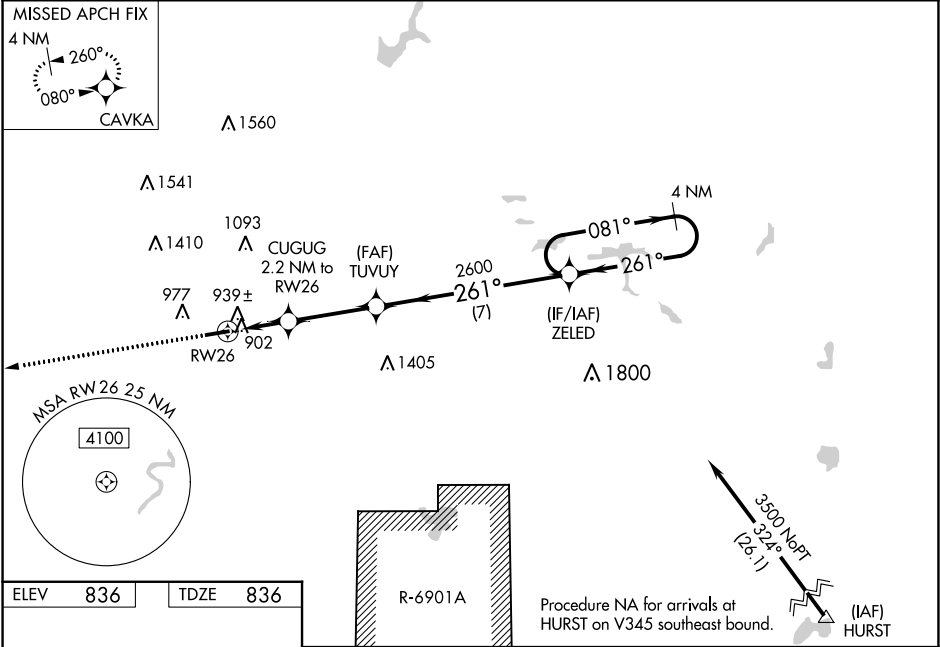 MISSED APCH FIX
4 NM
260°
080°
CAVKA
1560
1541
1093
1410
CUGUG
2.2 NM to
RW26
(FAF)
TUVUY
4 NM
081°
261°
2600
261°
(7)
(IF/IAF)
ZELED
977
939±
902
RW26
1405
1800
MSA RW 26 25 NM
4100
3500 NoPT
324°
(26.1)
ELEV 836
TDZE 836
R-6901A
Procedure NA for arrivals at
HURST on V345 southeast bound.
(IAF)
HURST